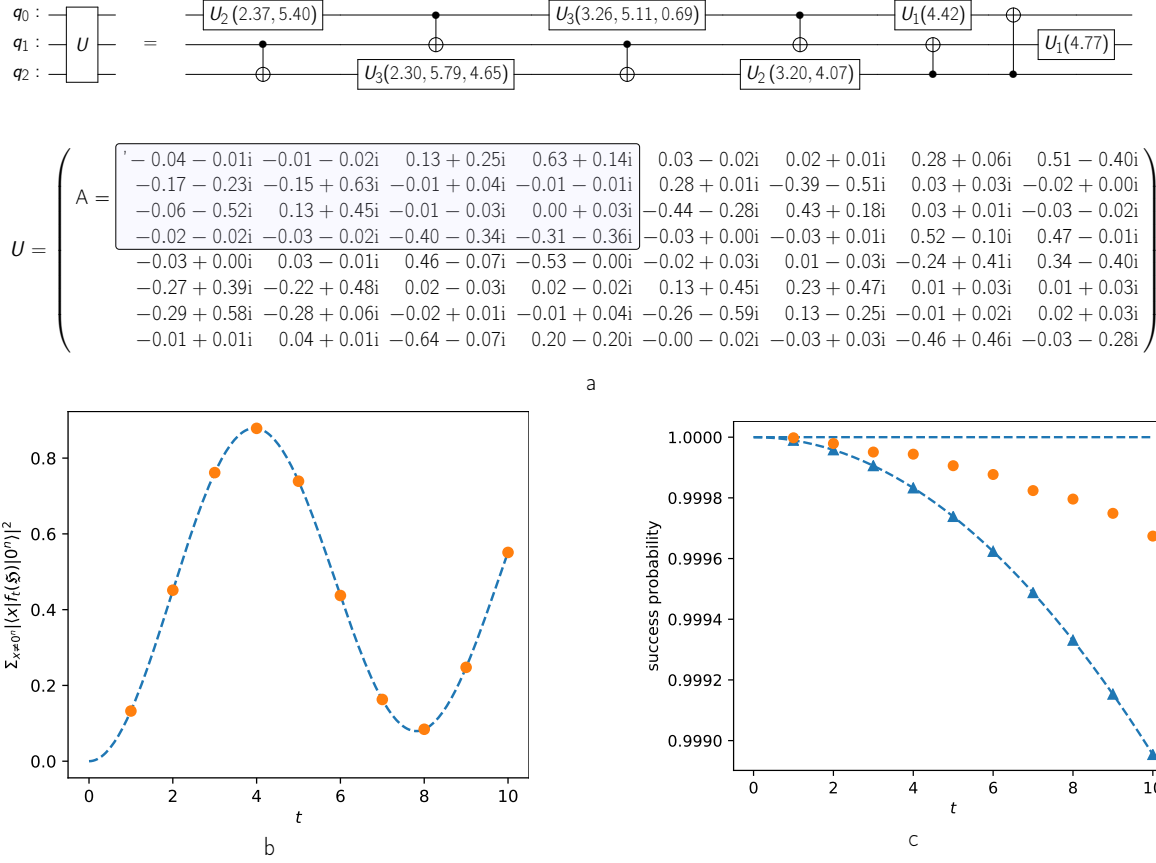 q₀ : U₂(2.37, 5.40) U₃(3.26, 5.11, 0.69) U₁(4.42)
q₁ : U = U₁(4.77)
q₂ : U₃(2.30, 5.79, 4.65) U₂(3.20, 4.07)
'− 0.04 − 0.01i −0.01 − 0.02i 0.13 + 0.25i 0.63 + 0.14i 0.03 − 0.02i 0.02 + 0.01i 0.28 + 0.06i 0.51 − 0.40i
A = −0.17 − 0.23i −0.15 + 0.63i −0.01 + 0.04i −0.01 − 0.01i 0.28 + 0.01i −0.39 − 0.51i 0.03 + 0.03i −0.02 + 0.00i
−0.06 − 0.52i 0.13 + 0.45i −0.01 − 0.03i 0.00 + 0.03i −0.44 − 0.28i 0.43 + 0.18i 0.03 + 0.01i −0.03 − 0.02i
U = −0.02 − 0.02i −0.03 − 0.02i −0.40 − 0.34i −0.31 − 0.36i −0.03 + 0.00i −0.03 + 0.01i 0.52 − 0.10i 0.47 − 0.01i
−0.03 + 0.00i 0.03 − 0.01i 0.46 − 0.07i −0.53 − 0.00i −0.02 + 0.03i 0.01 − 0.03i −0.24 + 0.41i 0.34 − 0.40i
−0.27 + 0.39i −0.22 + 0.48i 0.02 − 0.03i 0.02 − 0.02i 0.13 + 0.45i 0.23 + 0.47i 0.01 + 0.03i 0.01 + 0.03i
−0.29 + 0.58i −0.28 + 0.06i −0.02 + 0.01i −0.01 + 0.04i −0.26 − 0.59i 0.13 − 0.25i −0.01 + 0.02i 0.02 + 0.03i
−0.01 + 0.01i 0.04 + 0.01i −0.64 − 0.07i 0.20 − 0.20i −0.00 − 0.02i −0.03 + 0.03i −0.46 + 0.46i −0.03 − 0.28i
a
Σₓ≠₀ⁿ|⟨x|fₜ(ℌ)|0ⁿ⟩|²
0.8
0.6
0.4
0.2
0.0
0 2 4 6 8 10
t
b
success probability
1.0000
0.9998
0.9996
0.9994
0.9992
0.9990
0 2 4 6 8 10
t
c